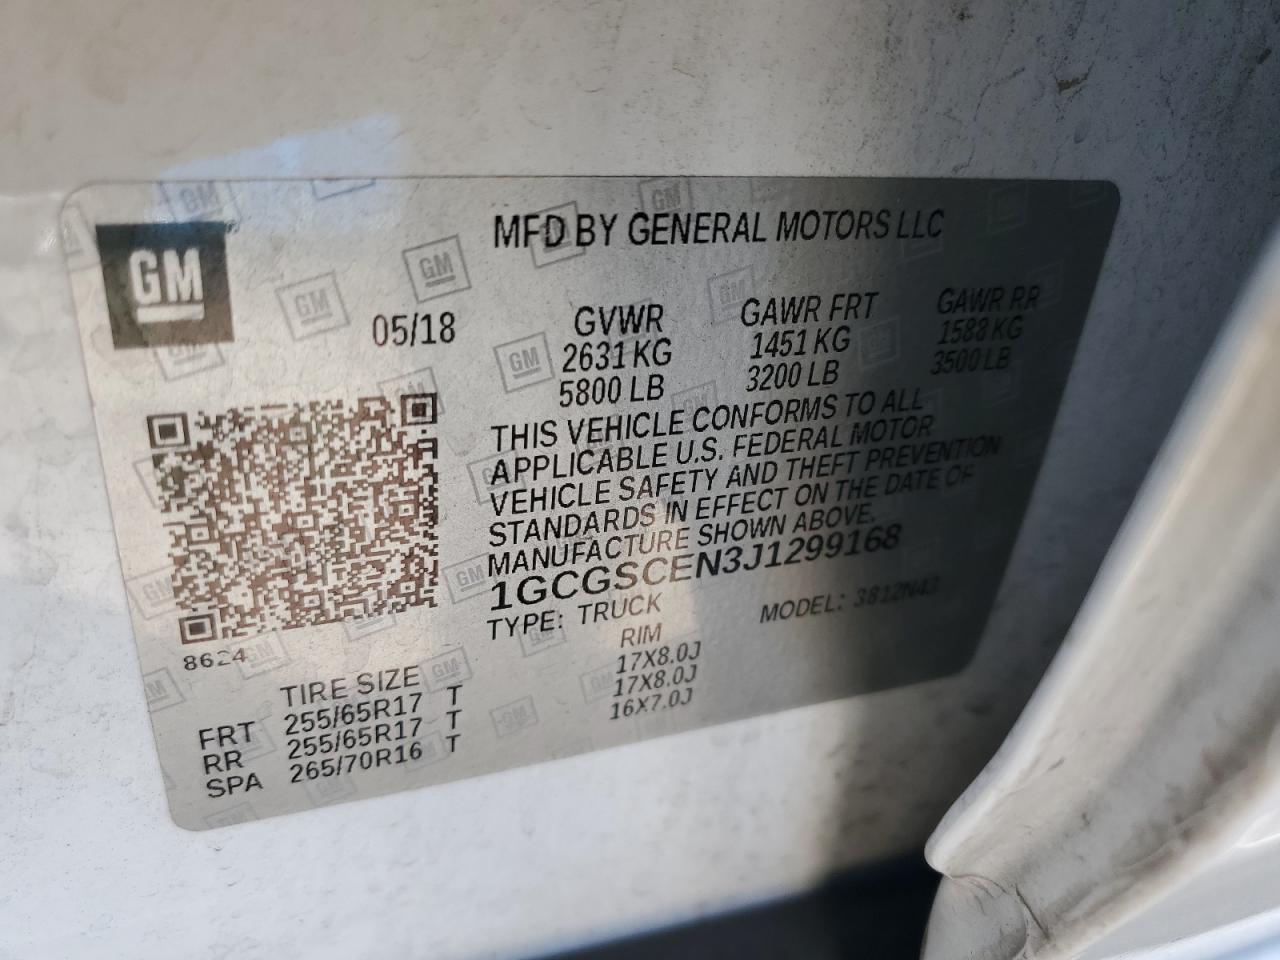 GM
MFD BY GENERAL MOTORS LLC
05/18
GVWR GAWR FRT GAWR RR
2631 KG 1451 KG 1588 KG
5800 LB 3200 LB 3500 LB
THIS VEHICLE CONFORMS TO ALL
APPLICABLE U.S. FEDERAL MOTOR
VEHICLE SAFETY AND THEFT PREVENTION
STANDARDS IN EFFECT ON THE DATE OF
MANUFACTURE SHOWN ABOVE.
1GCGSCEN3J1299168
TYPE: TRUCK MODEL: 3812N43
8624
TIRE SIZE RIM
FRT 255/65R17 T 17X8.0J
RR 255/65R17 T 17X8.0J
SPA 265/70R16 T 16X7.0J